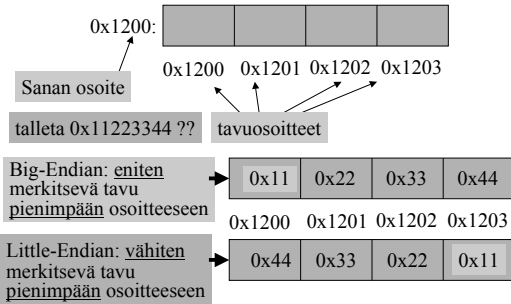 0x1200:
0x1200 0x1201 0x1202 0x1203
Sanan osoite
talleta 0x11223344 ??
tavuosoitteet
Big-Endian: eniten
merkitsevä tavu
pienimpään osoitteeseen
0x11 0x22 0x33 0x44
0x1200 0x1201 0x1202 0x1203
Little-Endian: vähiten
merkitsevä tavu
pienimpään osoitteeseen
0x44 0x33 0x22 0x11